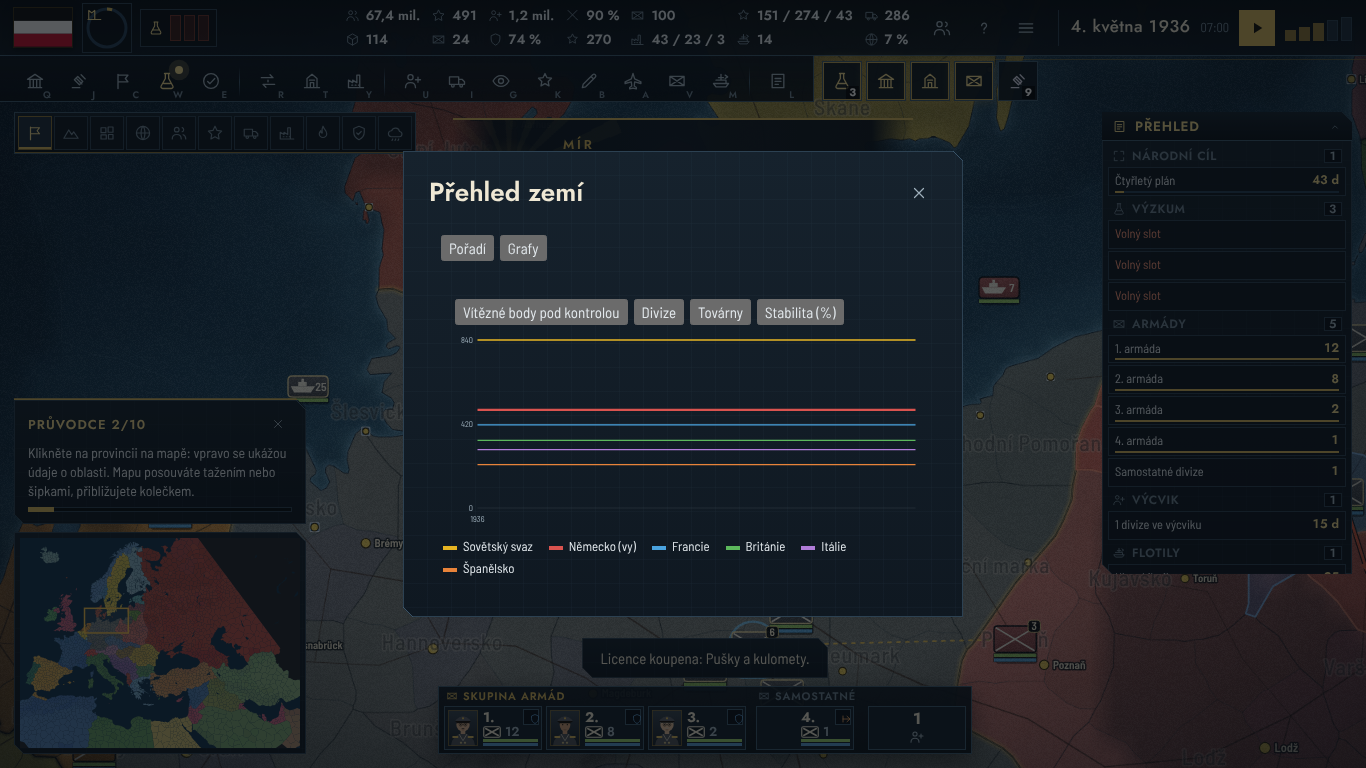 67,4 mil. 491 1,2 mil. 90 % 100 151 / 274 / 43 286
114 24 74 % 270 43 / 23 / 3 14 7 %
? 4. května 1936 07:00
Q J C W E R T Y U I G K B A V M L 3 9
Skåne
MÍR
PŘEHLED
NÁRODNÍ CÍL 1
Čtyřletý plán 43 d
VÝZKUM 3
Volný slot
Volný slot
Volný slot
ARMÁDY 5
1. armáda 12
2. armáda 8
3. armáda 2
4. armáda 1
Samostatné divize 1
VÝCVIK 1
1 divize ve výcviku 15 d
FLOTILY 1
Přehled zemí
Pořadí Grafy
Vítězné body pod kontrolou Divize Továrny Stabilita (%)
840
420
0
1936
Sovětský svaz Německo (vy) Francie Británie Itálie
Španělsko
7
25
PRŮVODCE 2/10
Klikněte na provincii na mapě: vpravo se ukážou
údaje o oblasti. Mapu posouváte tažením nebo
šipkami, přibližujete kolečkem.
Brémy
Toruń
Hannoversko
6
3
Poznań
Licence koupena: Pušky a kulomety.
SKUPINA ARMÁD SAMOSTATNÉ
1. 12 2. 8 3. 2 4. 1 1
Lodž
Lodž